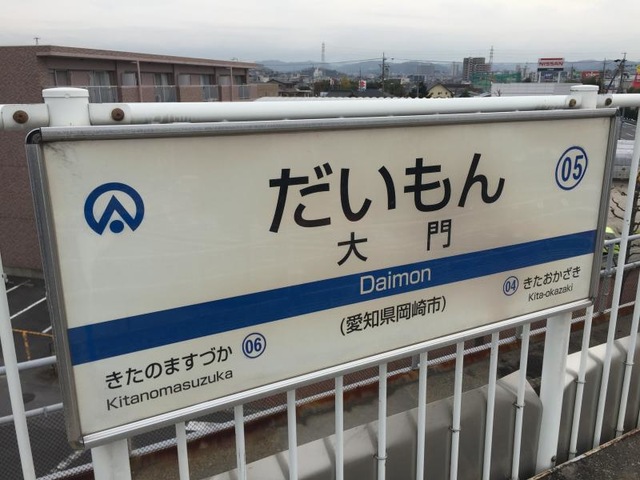 だいもん
05
大門
Daimon
きたのますづか 06
Kitanomasuzuka
(愛知県岡崎市)
04 きたおかざき
Kita-okazaki